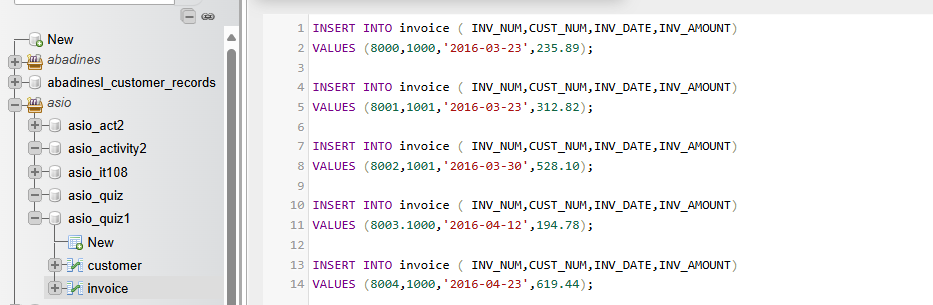 New
abadines
abadinesl_customer_records
asio
asio_act2
asio_activity2
asio_it108
asio_quiz
asio_quiz1
New
customer
invoice
1 INSERT INTO invoice ( INV_NUM,CUST_NUM,INV_DATE,INV_AMOUNT)
2 VALUES (8000,1000,'2016-03-23',235.89);
3
4 INSERT INTO invoice ( INV_NUM,CUST_NUM,INV_DATE,INV_AMOUNT)
5 VALUES (8001,1001,'2016-03-23',312.82);
6
7 INSERT INTO invoice ( INV_NUM,CUST_NUM,INV_DATE,INV_AMOUNT)
8 VALUES (8002,1001,'2016-03-30',528.10);
9
10 INSERT INTO invoice ( INV_NUM,CUST_NUM,INV_DATE,INV_AMOUNT)
11 VALUES (8003.1000,'2016-04-12',194.78);
12
13 INSERT INTO invoice ( INV_NUM,CUST_NUM,INV_DATE,INV_AMOUNT)
14 VALUES (8004,1000,'2016-04-23',619.44);